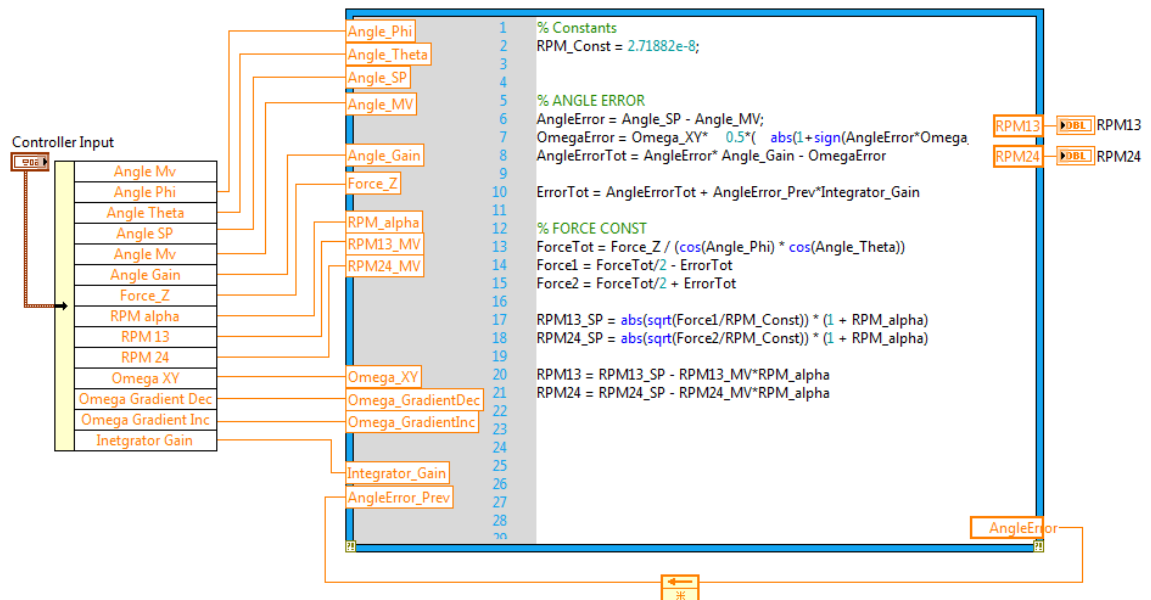 Controller Input
Angle Mv
Angle Phi
Angle Theta
Angle SP
Angle Mv
Angle Gain
Force_Z
RPM alpha
RPM 13
RPM 24
Omega XY
Omega Gradient Dec
Omega Gradient Inc
Inetgrator Gain
Angle_Phi
Angle_Theta
Angle_SP
Angle_MV
Angle_Gain
Force_Z
RPM_alpha
RPM13_MV
RPM24_MV
Omega_XY
Omega_GradientDec
Omega_GradientInc
Integrator_Gain
AngleError_Prev
1 % Constants
2 RPM_Const = 2.71882e-8;
3
4
5 % ANGLE ERROR
6 AngleError = Angle_SP - Angle_MV;
7 OmegaError = Omega_XY* 0.5*( abs(1+sign(AngleError*Omega_
8 AngleErrorTot = AngleError* Angle_Gain - OmegaError
9
10 ErrorTot = AngleErrorTot + AngleError_Prev*Integrator_Gain
11
12 % FORCE CONST
13 ForceTot = Force_Z / (cos(Angle_Phi) * cos(Angle_Theta))
14 Force1 = ForceTot/2 - ErrorTot
15 Force2 = ForceTot/2 + ErrorTot
16
17 RPM13_SP = abs(sqrt(Force1/RPM_Const)) * (1 + RPM_alpha)
18 RPM24_SP = abs(sqrt(Force2/RPM_Const)) * (1 + RPM_alpha)
19
20 RPM13 = RPM13_SP - RPM13_MV*RPM_alpha
21 RPM24 = RPM24_SP - RPM24_MV*RPM_alpha
22
23
24
25
26
27
28
29
RPM13 DBL RPM13
RPM24 DBL RPM24
AngleError